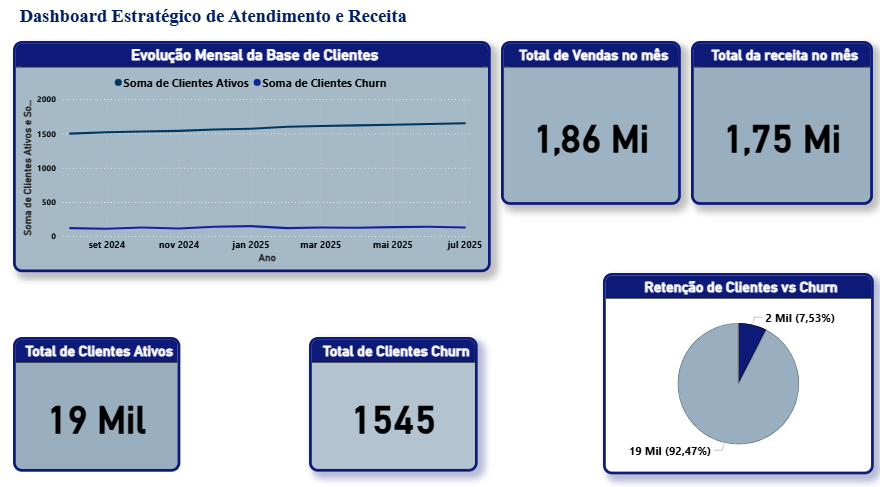 Dashboard Estratégico de Atendimento e Receita
Evolução Mensal da Base de Clientes
Soma de Clientes Ativos Soma de Clientes Churn
Soma de Clientes Ativos e So...
2000
1500
1000
500
0
set 2024 nov 2024 jan 2025 mar 2025 mai 2025 jul 2025
Ano
Total de Vendas no mês
1,86 Mi
Total da receita no mês
1,75 Mi
Total de Clientes Ativos
19 Mil
Total de Clientes Churn
1545
Retenção de Clientes vs Churn
2 Mil (7,53%)
19 Mil (92,47%)